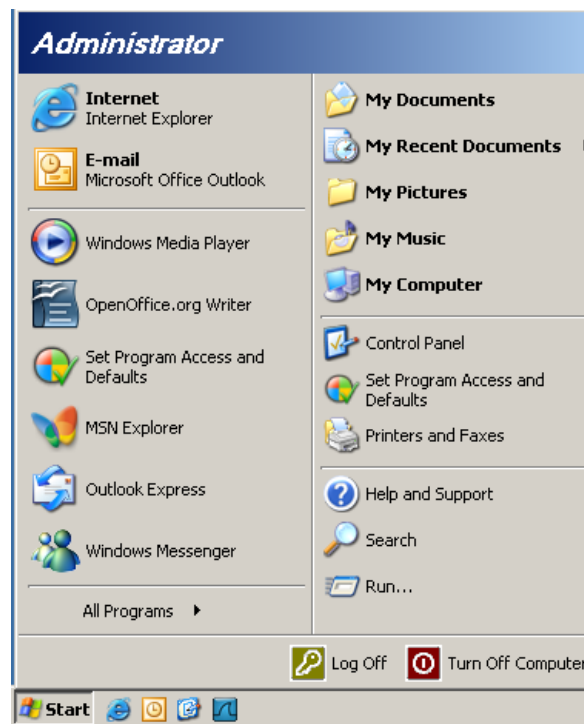 Administrator
Internet
Internet Explorer
E-mail
Microsoft Office Outlook
Windows Media Player
OpenOffice.org Writer
Set Program Access and
Defaults
MSN Explorer
Outlook Express
Windows Messenger
All Programs
My Documents
My Recent Documents
My Pictures
My Music
My Computer
Control Panel
Set Program Access and
Defaults
Printers and Faxes
Help and Support
Search
Run...
Log Off
Turn Off Computer
Start